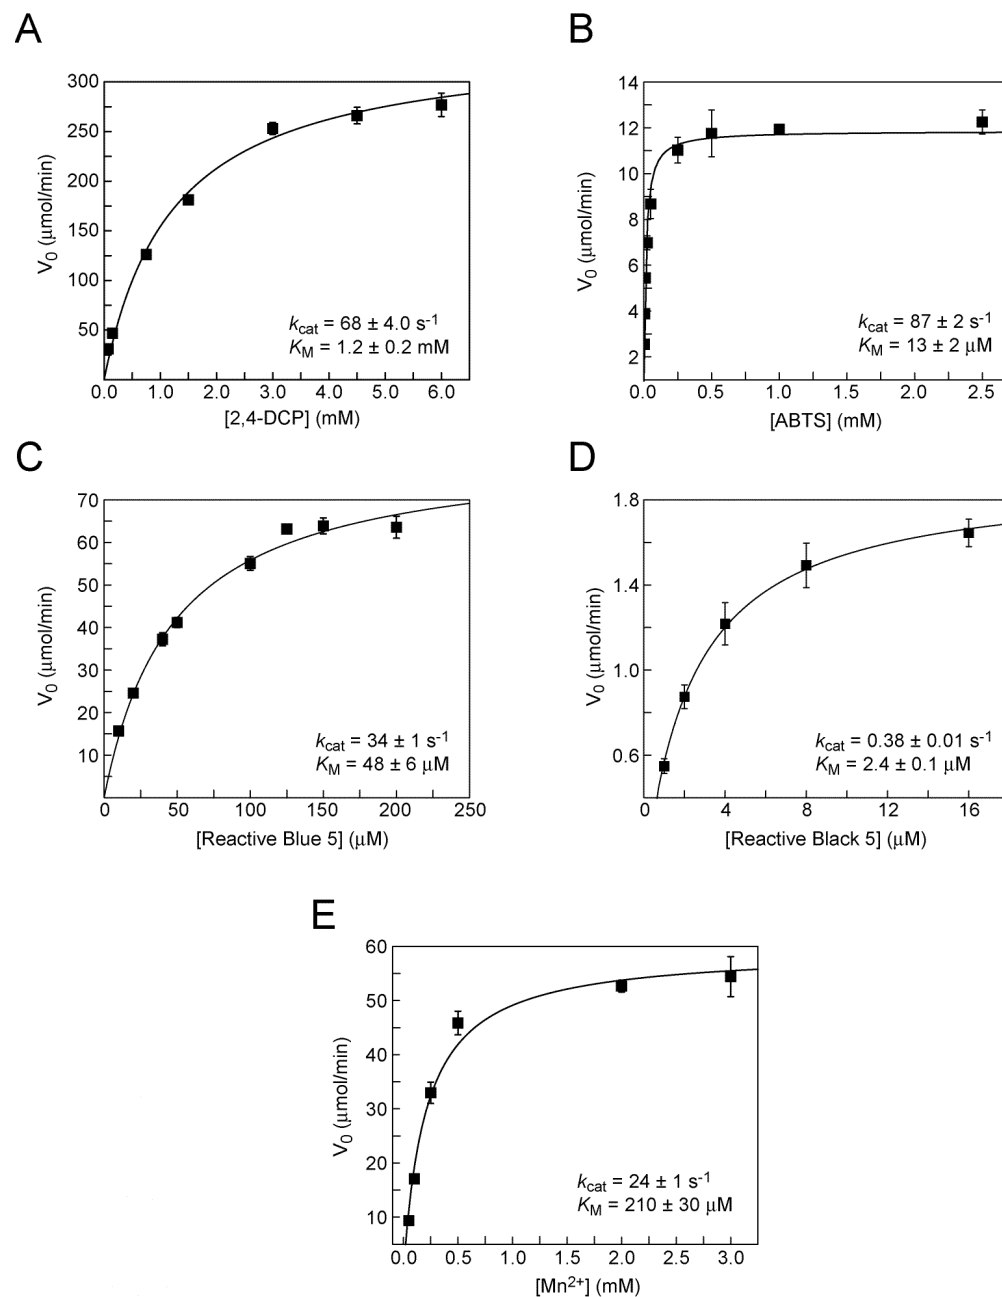 A
V₀ (μmol/min)
300
250
200
150
100
50
0.0 1.0 2.0 3.0 4.0 5.0 6.0
[2,4-DCP] (mM)
kcat = 68 ± 4.0 s⁻¹
KM = 1.2 ± 0.2 mM
B
V₀ (μmol/min)
14
12
10
8
6
4
2
0.0 0.5 1.0 1.5 2.0 2.5
[ABTS] (mM)
kcat = 87 ± 2 s⁻¹
KM = 13 ± 2 μM
C
V₀ (μmol/min)
70
60
50
40
30
20
10
0 50 100 150 200 250
[Reactive Blue 5] (μM)
kcat = 34 ± 1 s⁻¹
KM = 48 ± 6 μM
D
V₀ (μmol/min)
1.8
1.4
1.0
0.6
0 4 8 12 16
[Reactive Black 5] (μM)
kcat = 0.38 ± 0.01 s⁻¹
KM = 2.4 ± 0.1 μM
E
V₀ (μmol/min)
60
50
40
30
20
10
0.0 0.5 1.0 1.5 2.0 2.5 3.0
[Mn²⁺] (mM)
kcat = 24 ± 1 s⁻¹
KM = 210 ± 30 μM